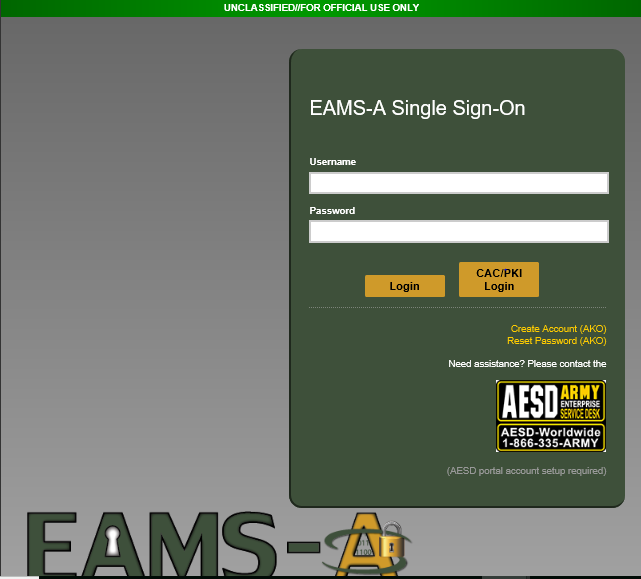 UNCLASSIFIED//FOR OFFICIAL USE ONLY
EAMS-A Single Sign-On
Username
Password
Login
CAC/PKI
Login
Create Account (AKO)
Reset Password (AKO)
Need assistance? Please contact the
AESD ARMY
ENTERPRISE
SERVICE DESK
AESD-Worldwide
1-866-335-ARMY
(AESD portal account setup required)
EAMS-A